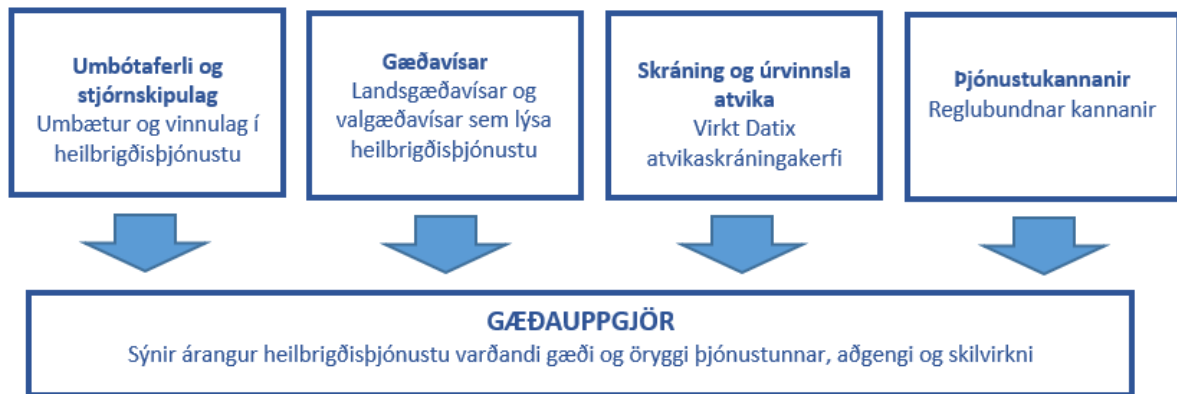 Umbótaferli og
stjórnskipulag
Umbætur og vinnulag í
heilbrigðisþjónustu
Gæðavísar
Landsgæðavísar og
valgæðavísar sem lýsa
heilbrigðisþjónustu
Skráning og úrvinnsla
atvika
Virkt Datix
atvikaskráningakerfi
Þjónustukannanir
Reglubundnar kannanir
GÆÐAUPPGJÖR
Sýnir árangur heilbrigðisþjónustu varðandi gæði og öryggi þjónustunnar, aðgengi og skilvirkni